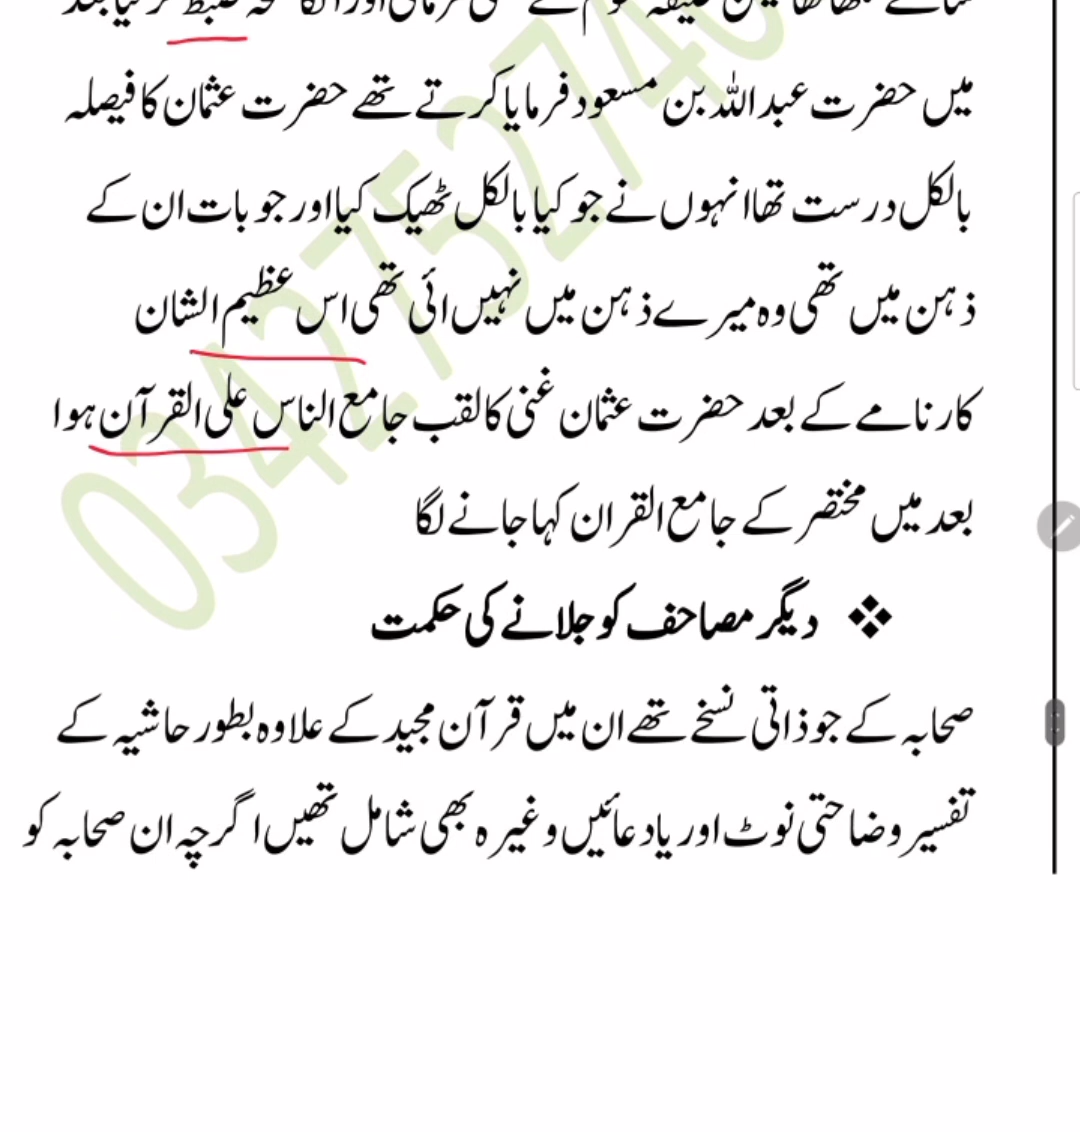 میں حضرت عبداللہ بن مسعود فرمایا کرتے تھے حضرت عثمان کا فیصلہ
بالکل درست تھا انہوں نے جو کیا بالکل ٹھیک کیا اور جو بات ان کے
ذہن میں تھی وہ میرے ذہن میں نہیں ائی تھی اس عظیم الشان
کارنامے کے بعد حضرت عثمان غنی کا لقب جامع الناس علی القرآن ہوا
بعد میں مختصر کے جامع القران کہا جانے لگا
❖ دیگر مصاحف کو جلانے کی حکمت
صحابہ کے جو ذاتی نسخے تھے ان میں قرآن مجید کے علاوہ بطور حاشیہ کے
تفسیر وضاحتی نوٹ اور یا دعائیں وغیرہ بھی شامل تھیں اگرچہ ان صحابہ کو